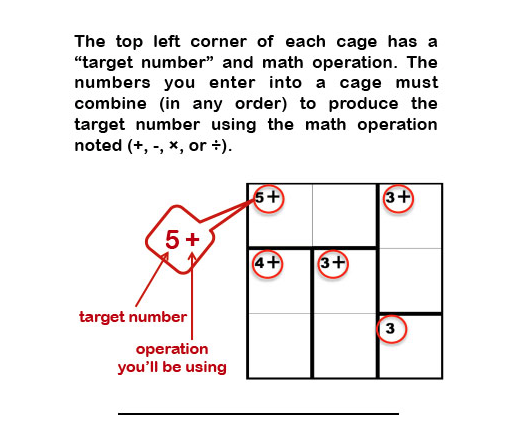 The top left corner of each cage has a
“target number” and math operation. The
numbers you enter into a cage must
combine (in any order) to produce the
target number using the math operation
noted (+, -, ×, or ÷).
5+
3+
5 +
4+
3+
target number
3
operation
you’ll be using